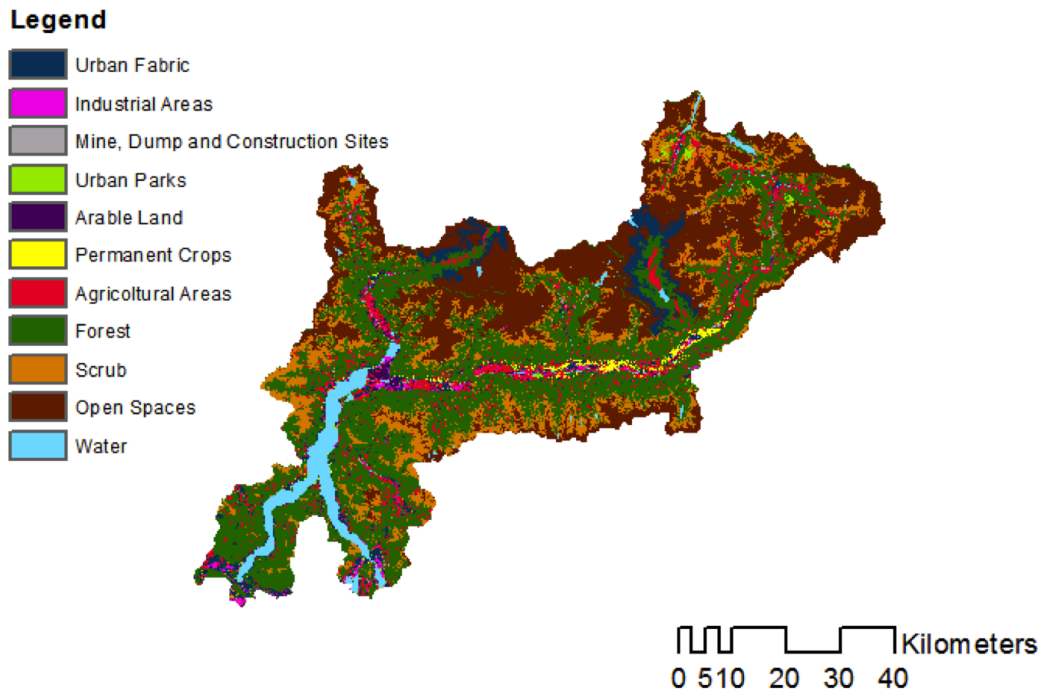 Legend
Urban Fabric
Industrial Areas
Mine, Dump and Construction Sites
Urban Parks
Arable Land
Permanent Crops
Agricoltural Areas
Forest
Scrub
Open Spaces
Water
Kilometers
0 5 10 20 30 40